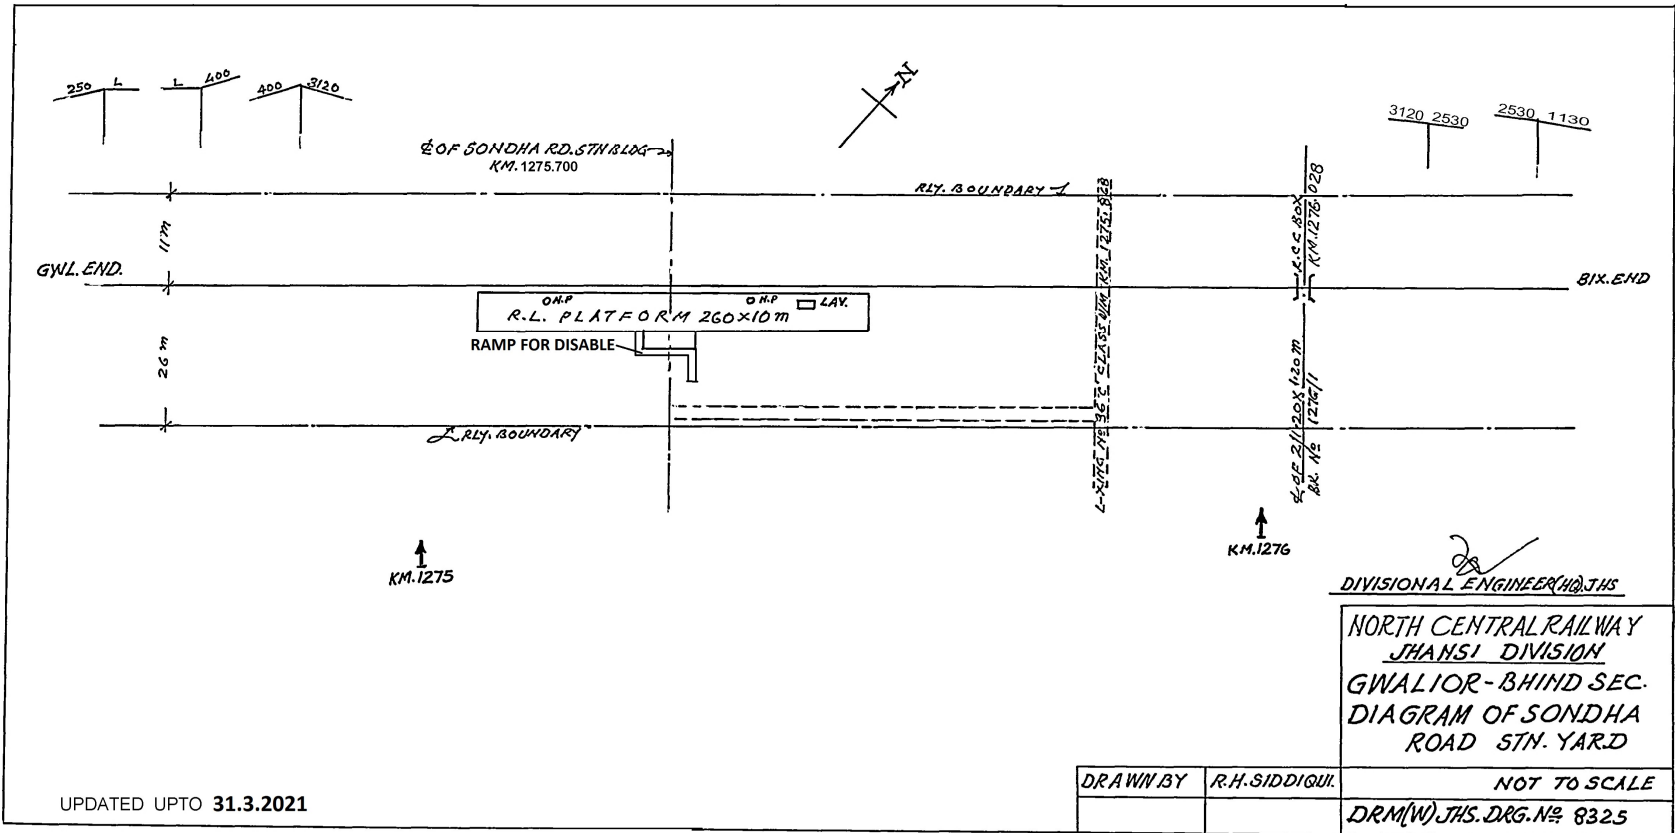 250 L
L 400
400 3120
N
3120 2530
2530 1130
℄ OF SONDHA RD. STN BLDG
KM. 1275.700
RLY. BOUNDARY
11m
GWL. END.
BIX. END
O H.P
O H.P
LAV.
R.L. PLATFORM 260×10 m
RAMP FOR DISABLE
26 m
RLY. BOUNDARY
L-XING Nº 36 'C' CLASS U/M KM. 1275.828
℄ OF 2/1.20X1.20 m R.C.C BOX
BR. Nº 1276/1 KM. 1276.028
KM. 1275
KM. 1276
DIVISIONAL ENGINEER(HQ)JHS
NORTH CENTRAL RAILWAY
JHANSI DIVISION
GWALIOR-BHIND SEC.
DIAGRAM OF SONDHA
ROAD STN. YARD
DRAWN BY R.H.SIDDIQUI.
NOT TO SCALE
DRM(W) JHS. DRG. Nº 8325
UPDATED UPTO 31.3.2021